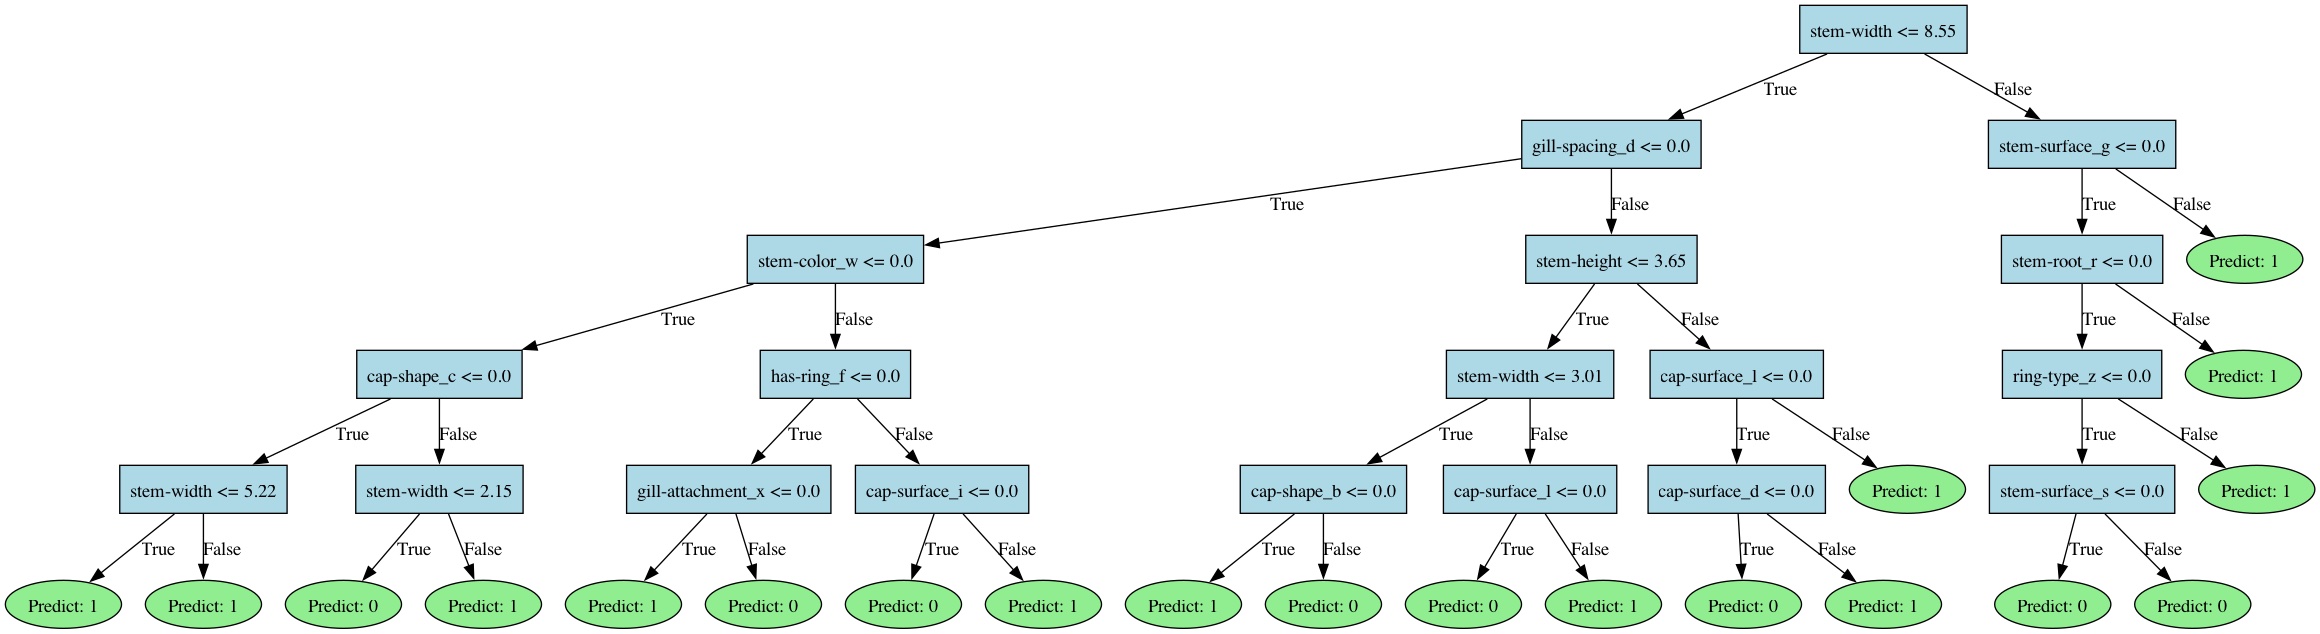 stem-width <= 8.55
True
False
gill-spacing_d <= 0.0
stem-surface_g <= 0.0
True
False
True
False
stem-color_w <= 0.0
stem-height <= 3.65
stem-root_r <= 0.0
Predict: 1
True
False
True
False
True
False
cap-shape_c <= 0.0
has-ring_f <= 0.0
stem-width <= 3.01
cap-surface_l <= 0.0
ring-type_z <= 0.0
Predict: 1
True
False
True
False
True
False
True
False
True
False
stem-width <= 5.22
stem-width <= 2.15
gill-attachment_x <= 0.0
cap-surface_i <= 0.0
cap-shape_b <= 0.0
cap-surface_l <= 0.0
cap-surface_d <= 0.0
Predict: 1
stem-surface_s <= 0.0
Predict: 1
True
False
True
False
True
False
True
False
True
False
True
False
True
False
True
False
Predict: 1
Predict: 1
Predict: 0
Predict: 1
Predict: 1
Predict: 0
Predict: 0
Predict: 1
Predict: 1
Predict: 0
Predict: 0
Predict: 1
Predict: 0
Predict: 1
Predict: 0
Predict: 0